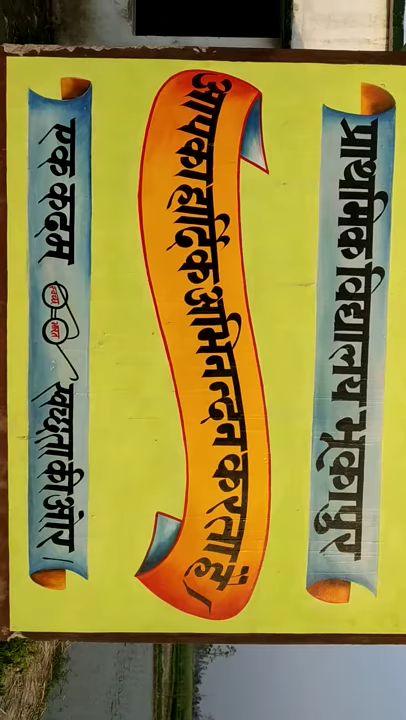 प्राथमिक विद्यालय भूकापुर
आपका हार्दिक अभिनन्दन करता है।
एक कदम स्वच्छ भारत स्वच्छता की ओर।